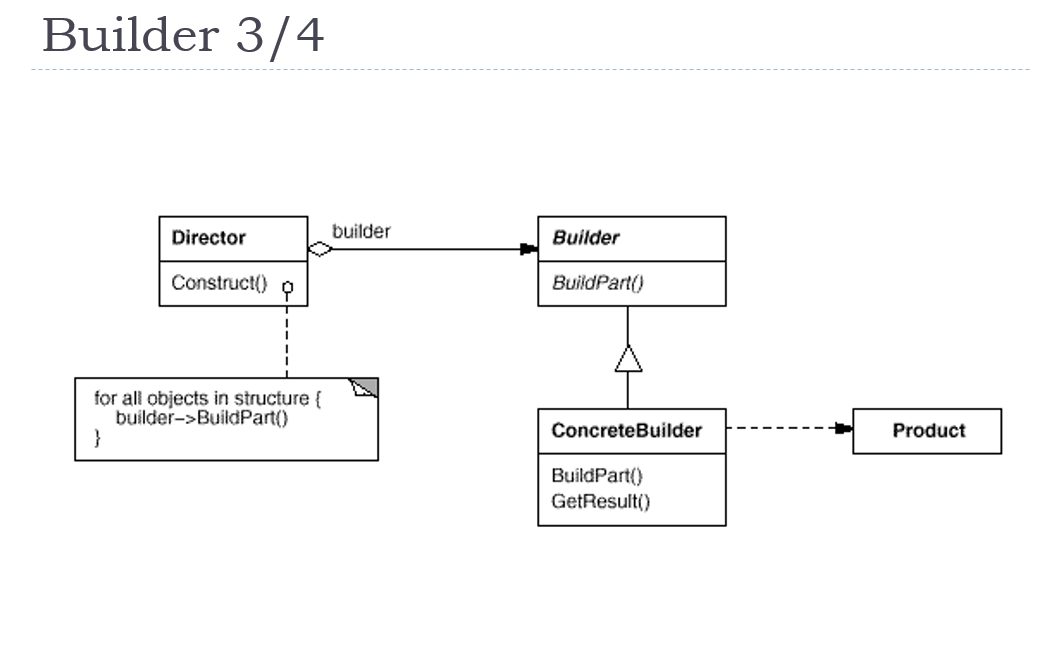 Builder 3/4
Director
builder
Builder
Construct()
BuildPart()
for all objects in structure {
builder->BuildPart()
}
ConcreteBuilder
Product
BuildPart()
GetResult()